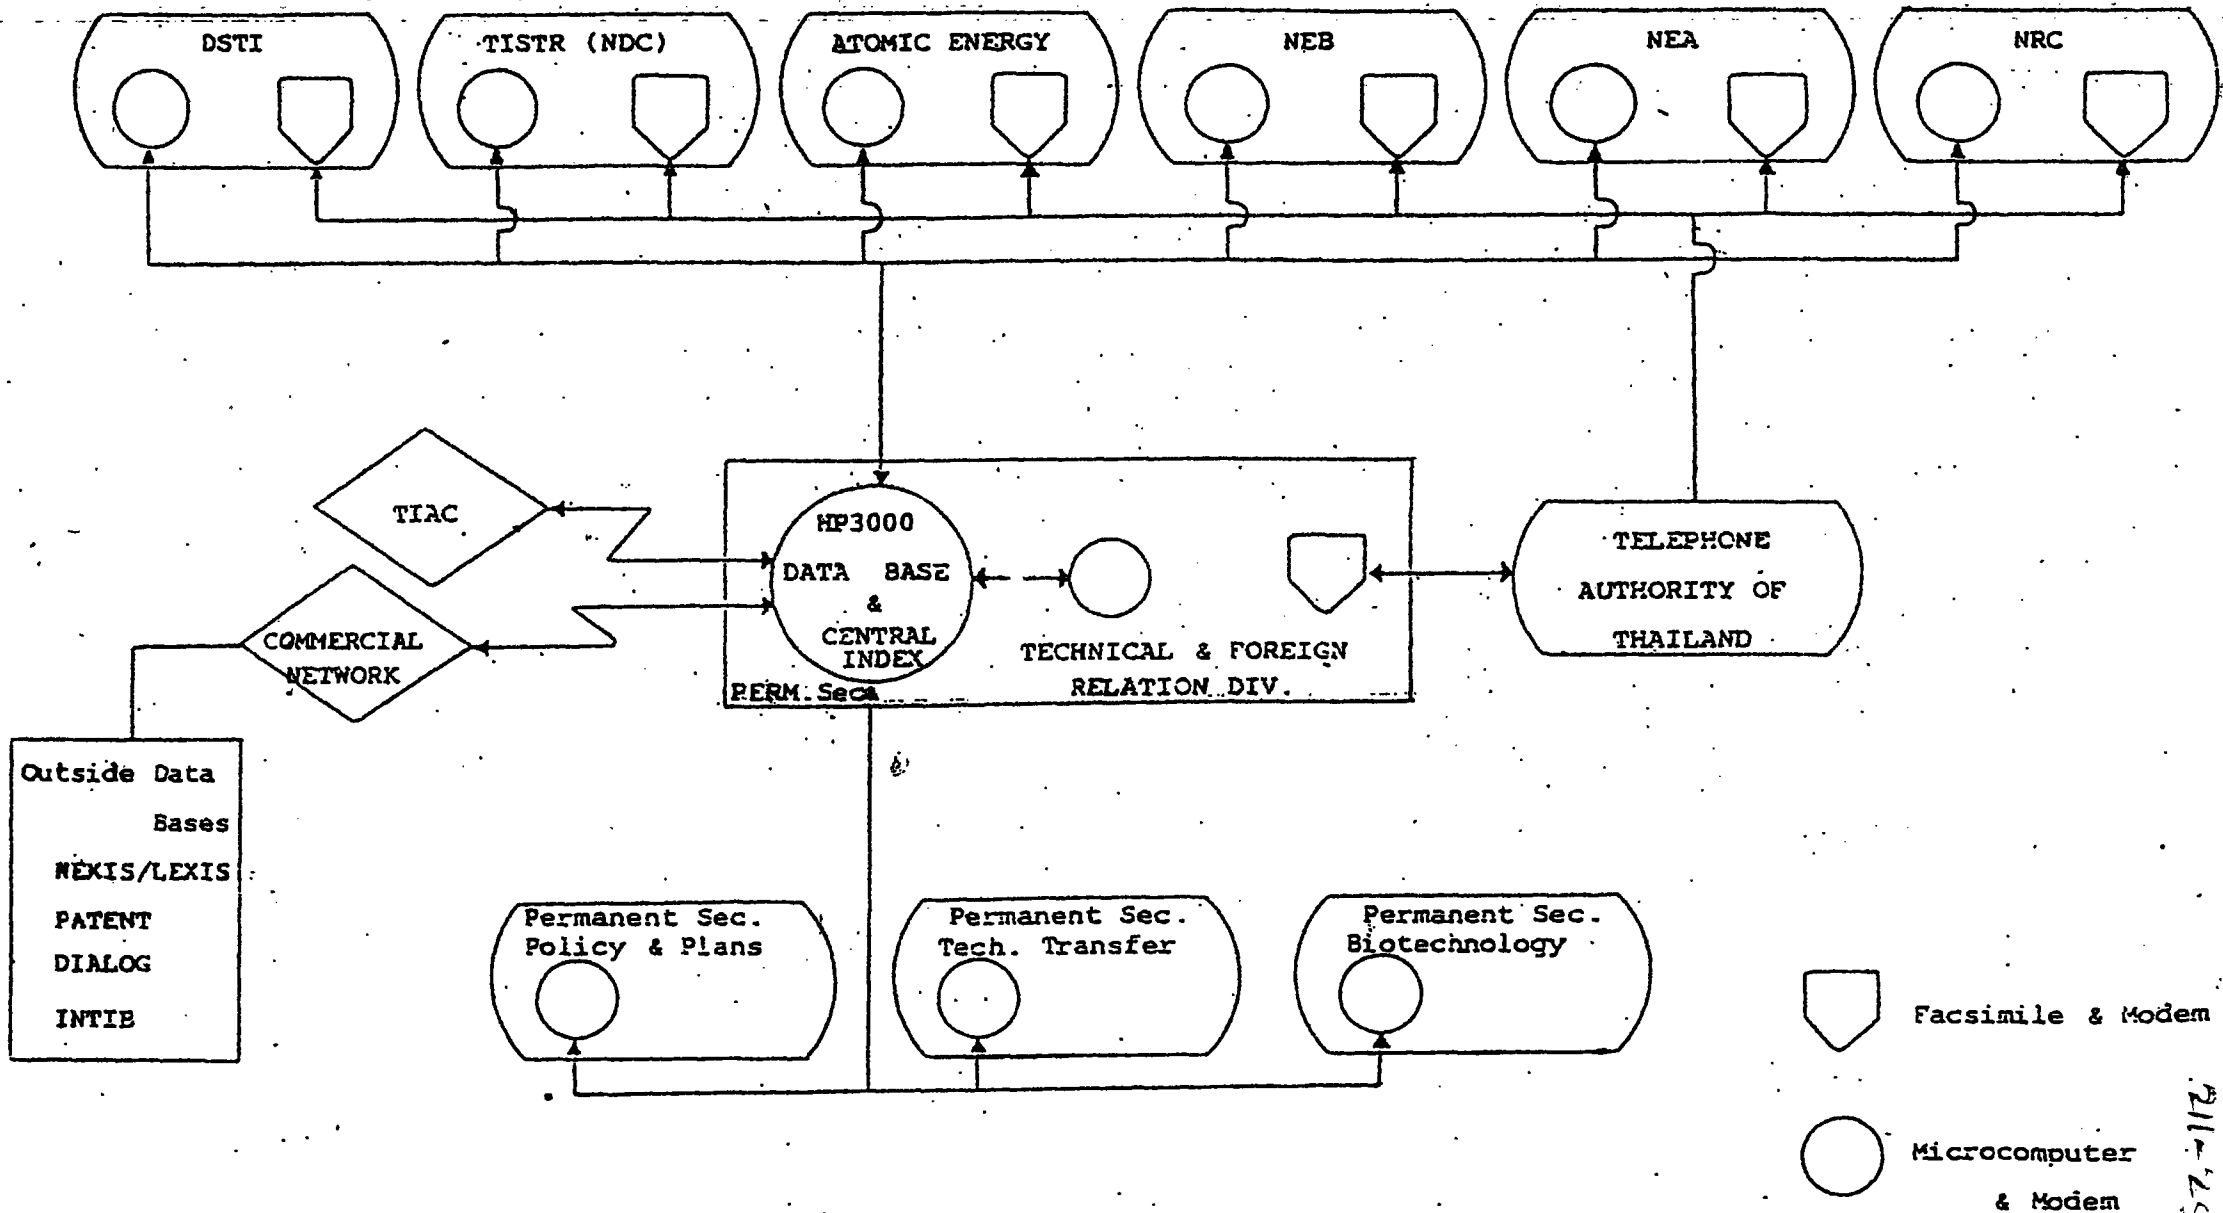 DSTI
TISTR (NDC)
ATOMIC ENERGY
NEB
NEA
NRC
TIAC
HP3000
DATA BASE
&
CENTRAL
INDEX
PERM.Sec.
TECHNICAL & FOREIGN
RELATION DIV.
TELEPHONE
AUTHORITY OF
THAILAND
COMMERCIAL
NETWORK
Outside Data
Bases
NEXIS/LEXIS
PATENT
DIALOG
INTIB
Permanent Sec.
Policy & Plans
Permanent Sec.
Tech. Transfer
Permanent Sec.
Biotechnology
Facsimile & Modem
Microcomputer
& Modem